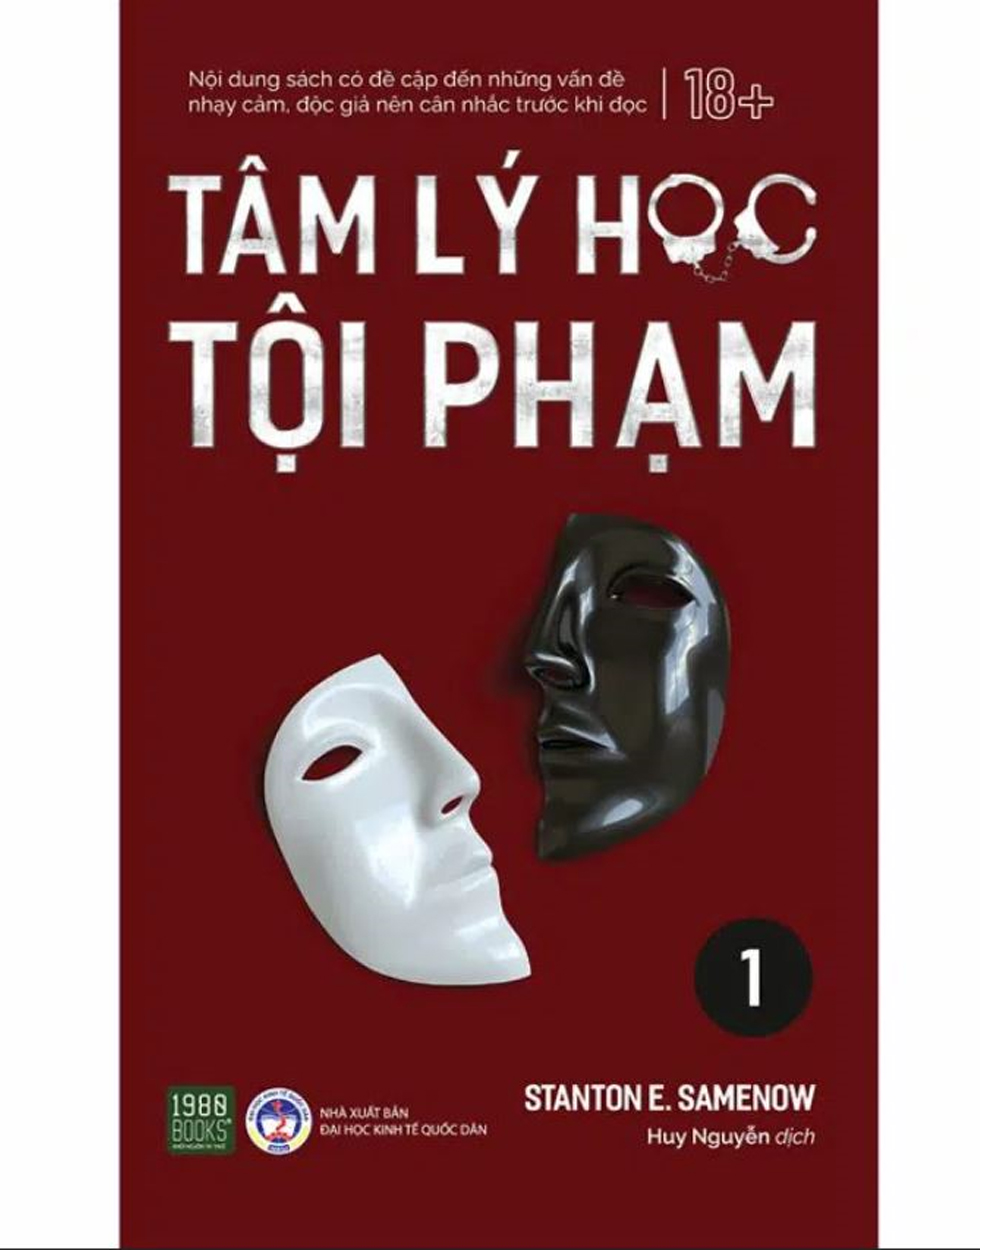 Nội dung sách có đề cập đến những vấn đề
nhạy cảm, độc giả nên cân nhắc trước khi đọc
18+
TÂM LÝ HỌC
TỘI PHẠM
1
STANTON E. SAMENOW
Huy Nguyễn dịch
1980
BOOKS
NHÀ XUẤT BẢN
ĐẠI HỌC KINH TẾ QUỐC DÂN